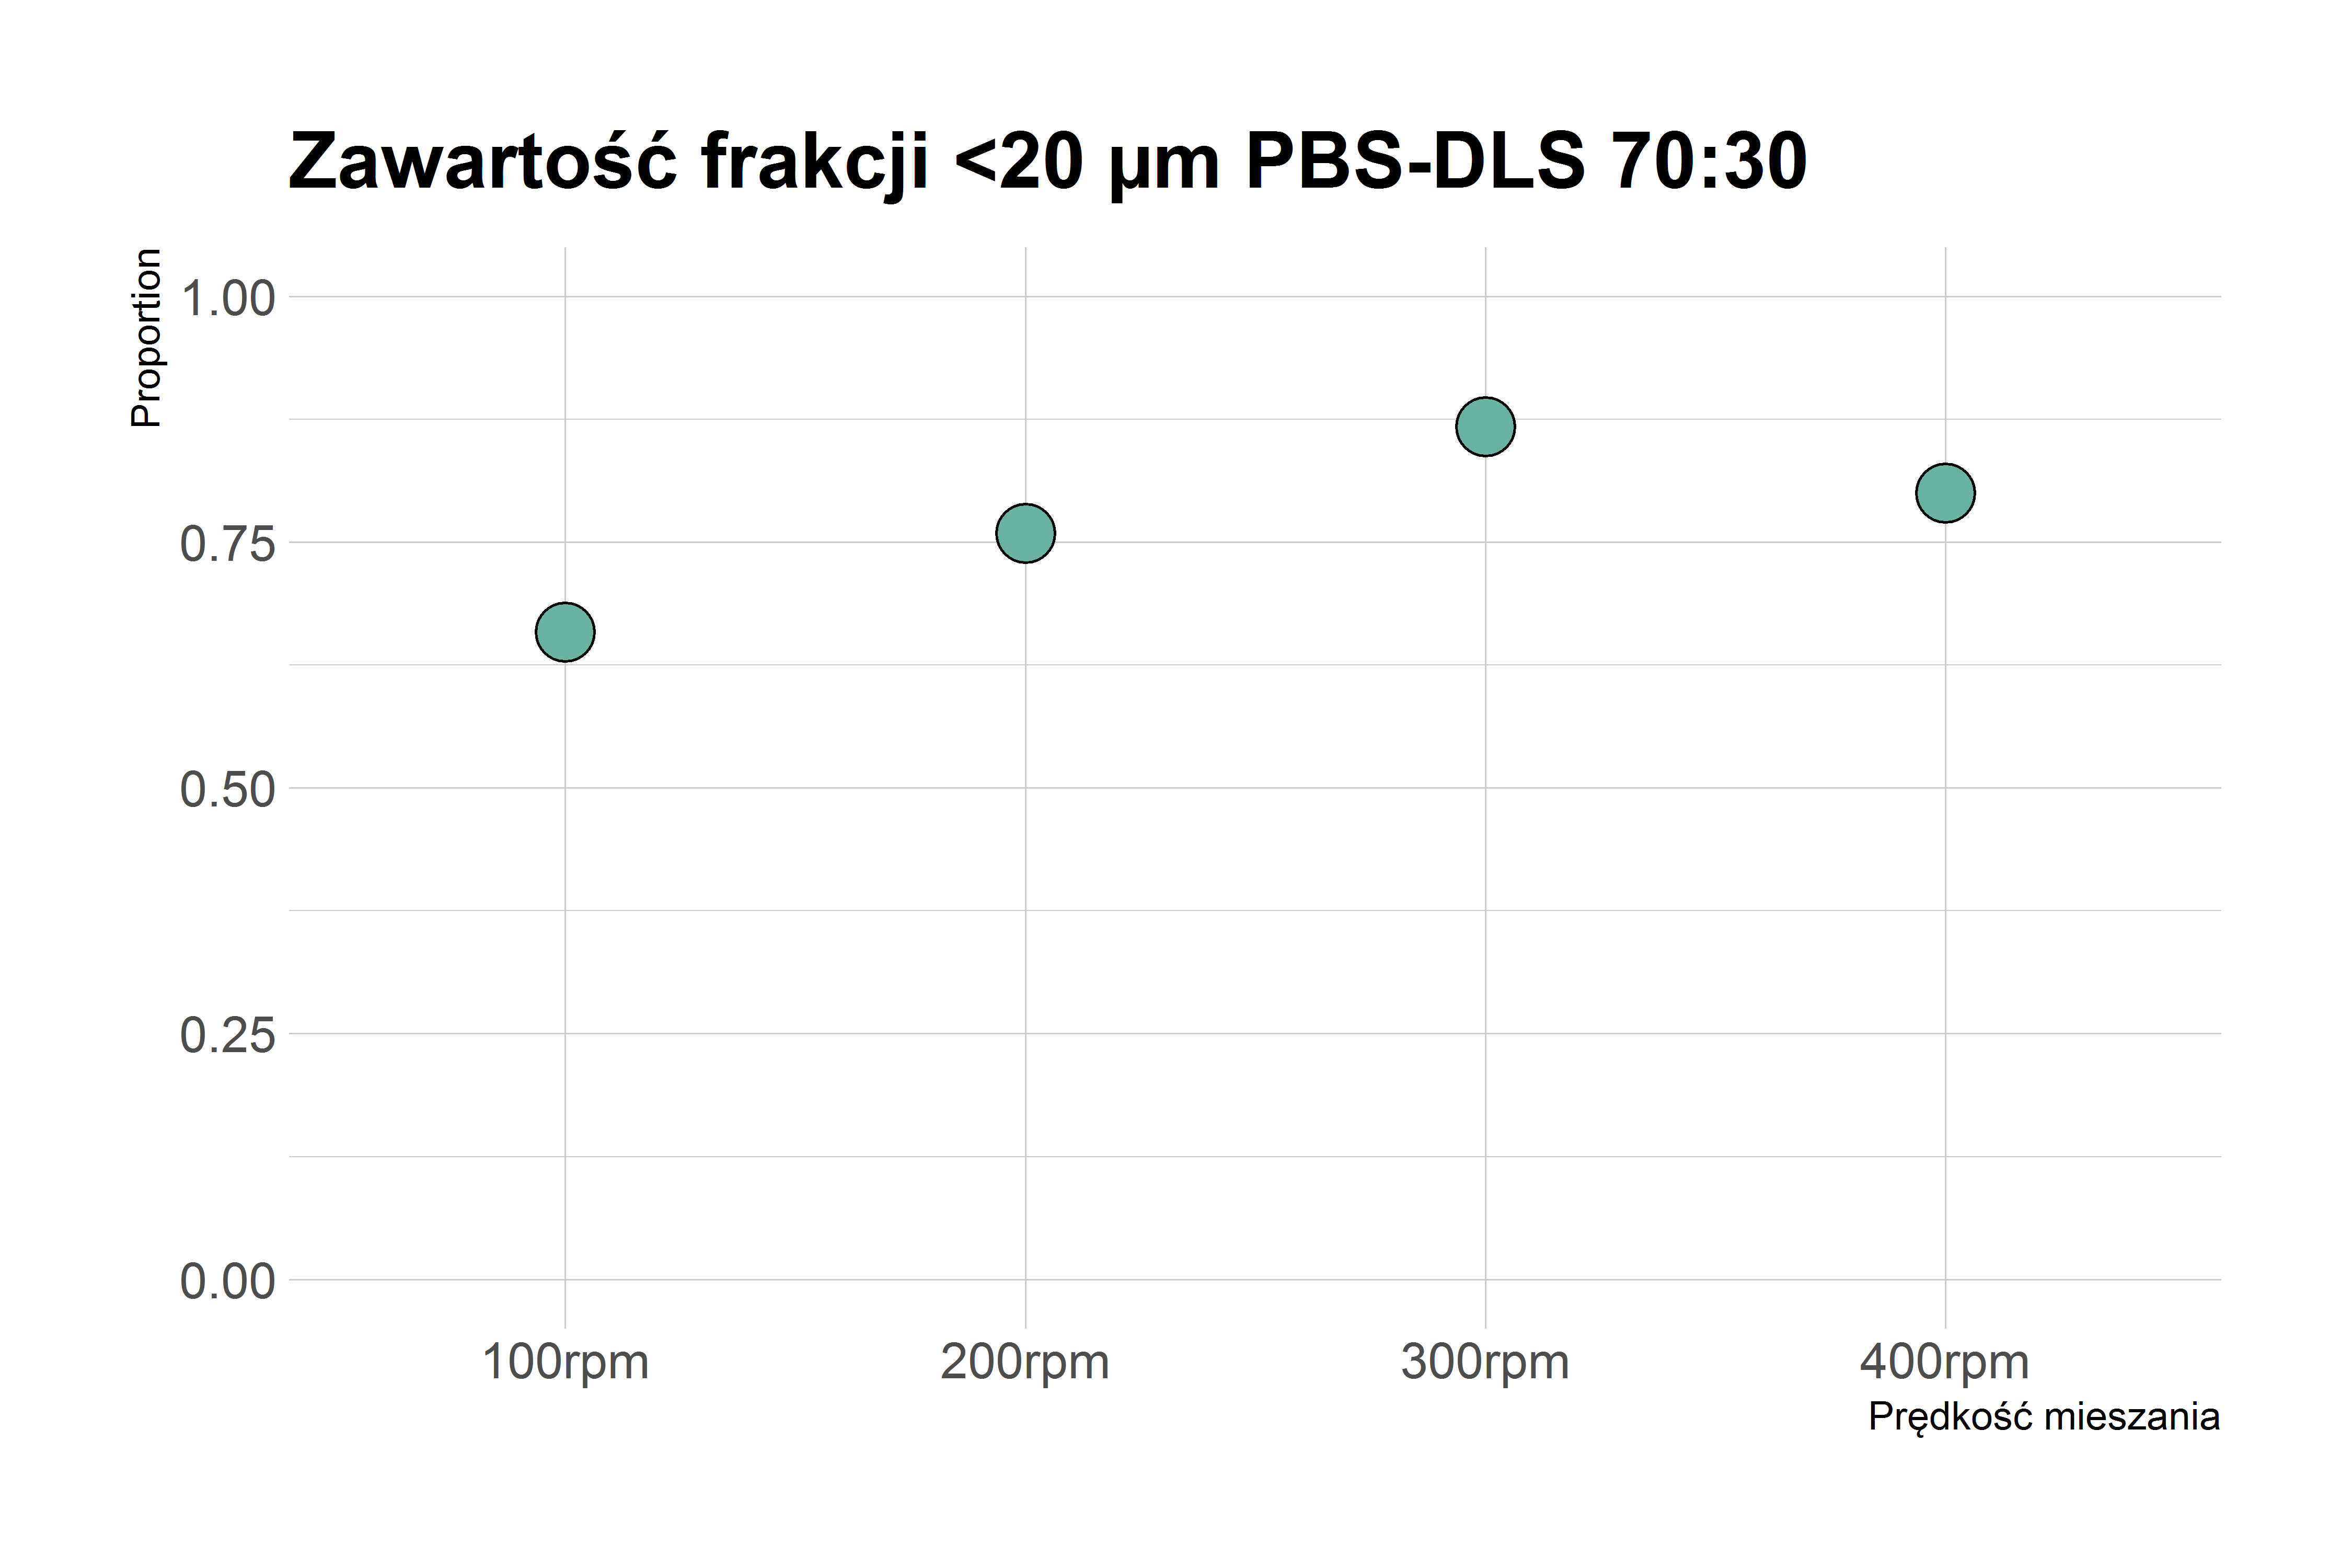 Zawartość frakcji <20 µm PBS-DLS 70:30
Proportion
1.00
0.75
0.50
0.25
0.00
100rpm 200rpm 300rpm 400rpm
Prędkość mieszania